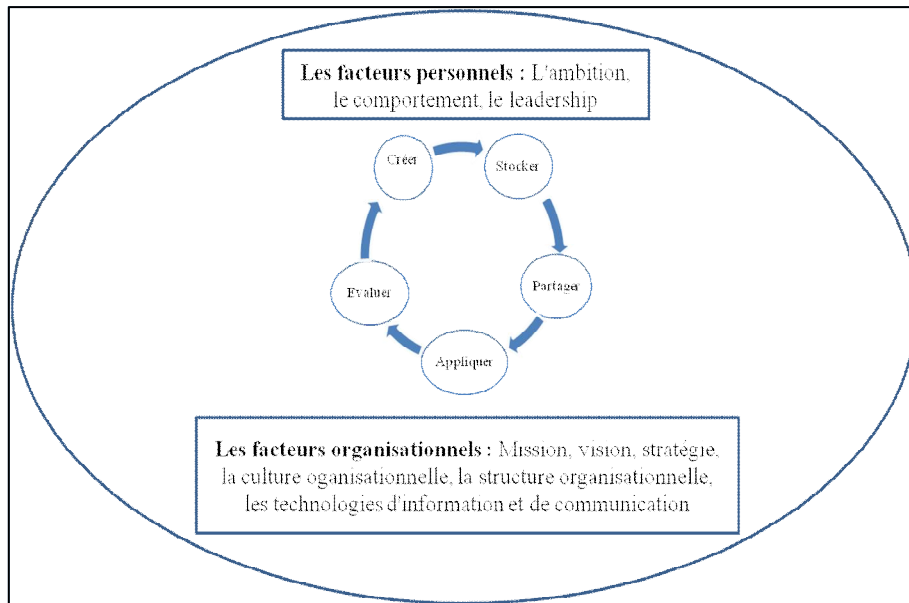 Les facteurs personnels : L'ambition,
le comportement, le leadership
Créer
Stocker
Partager
Appliquer
Evaluer
Les facteurs organisationnels : Mission, vision, stratégie,
la culture oganisationnelle, la structure organisationnelle,
les technologies d'information et de communication